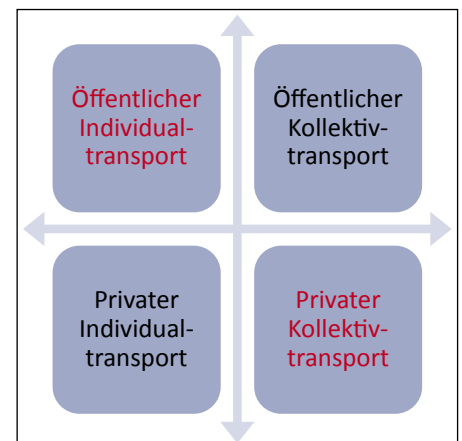 Öffentlicher
Individual-
transport
Öffentlicher
Kollektiv-
transport
Privater
Individual-
transport
Privater
Kollektiv-
transport